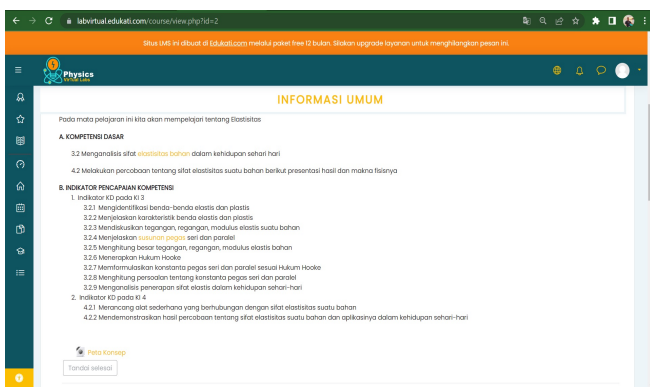 labvirtual.edukati.com/course/view.php?id=2
Situs LMS ini dibuat di Edukati.com melalui paket free 12 bulan. Silakan upgrade layanan untuk menghilangkan pesan ini.
Physics
Virtual Labs
INFORMASI UMUM
Pada mata pelajaran ini kita akan mempelajari tentang Elastisitas
A. KOMPETENSI DASAR
3.2 Menganalisis sifat elastisitas bahan dalam kehidupan sehari hari
4.2 Melakukan percobaan tentang sifat elastisitas suatu bahan berikut presentasi hasil dan makna fisisnya
B. INDIKATOR PENCAPAIAN KOMPETENSI
1. Indikator KD pada KI 3
3.2.1 Mengidentifikasi benda-benda elastis dan plastis
3.2.2 Menjelaskan karakteristik benda elastis dan plastis
3.2.3 Mendiskusikan tegangan, regangan, modulus elastis suatu bahan
3.2.4 Menjelaskan susunan pegas seri dan paralel
3.2.5 Menghitung besar tegangan, regangan, modulus elastis bahan
3.2.6 Menerapkan Hukum Hooke
3.2.7 Memformulasikan konstanta pegas seri dan paralel sesuai Hukum Hooke
3.2.8 Menghitung persoalan tentang konstanta pegas seri dan paralel
3.2.9 Menganalisis penerapan sifat elastis dalam kehidupan sehari-hari
2. Indikator KD pada KI 4
4.2.1 Merancang alat sederhana yang berhubungan dengan sifat elastisitas suatu bahan
4.2.2 Mendemonstrasikan hasil percobaan tentang sifat elastisitas suatu bahan dan aplikasinya dalam kehidupan sehari-hari
Peta Konsep
Tandai selesai